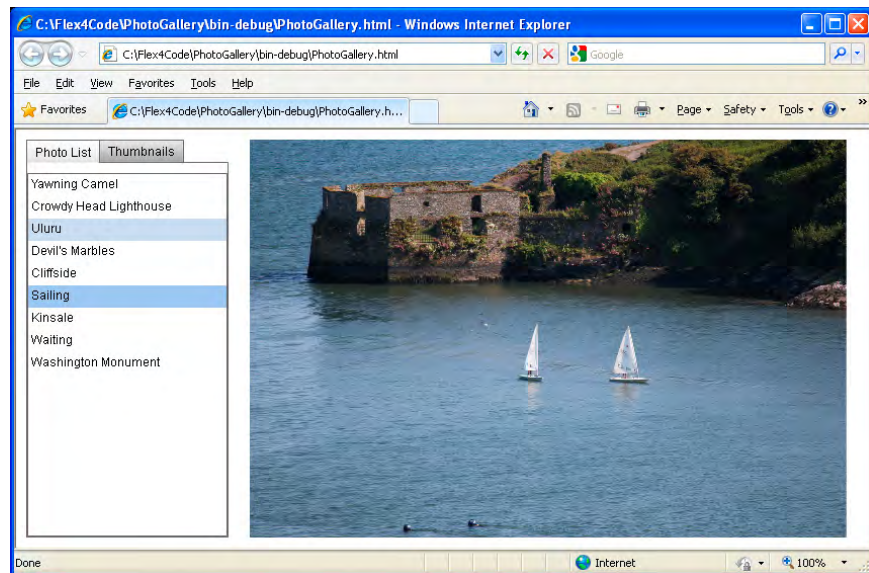 C:\Flex4Code\PhotoGallery\bin-debug\PhotoGallery.html - Windows Internet Explorer
C:\Flex4Code\PhotoGallery\bin-debug\PhotoGallery.html
Google
File Edit View Favorites Tools Help
Favorites C:\Flex4Code\PhotoGallery\bin-debug\PhotoGallery.h... Page Safety Tools »
Photo List Thumbnails
Yawning Camel
Crowdy Head Lighthouse
Uluru
Devil's Marbles
Cliffside
Sailing
Kinsale
Waiting
Washington Monument
Done Internet 100%